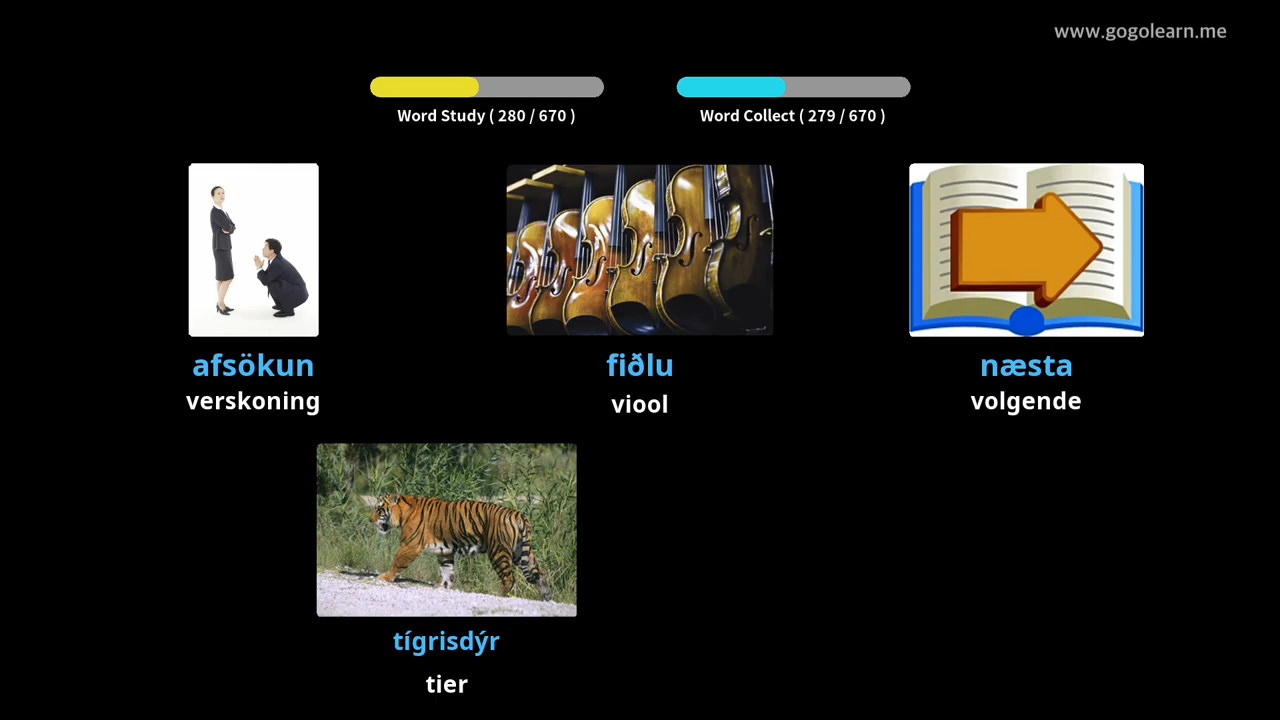 www.gogolearn.me
Word Study ( 280 / 670 )
Word Collect ( 279 / 670 )
afsökun
verskoning
fiðlu
viool
næsta
volgende
tígrisdýr
tier